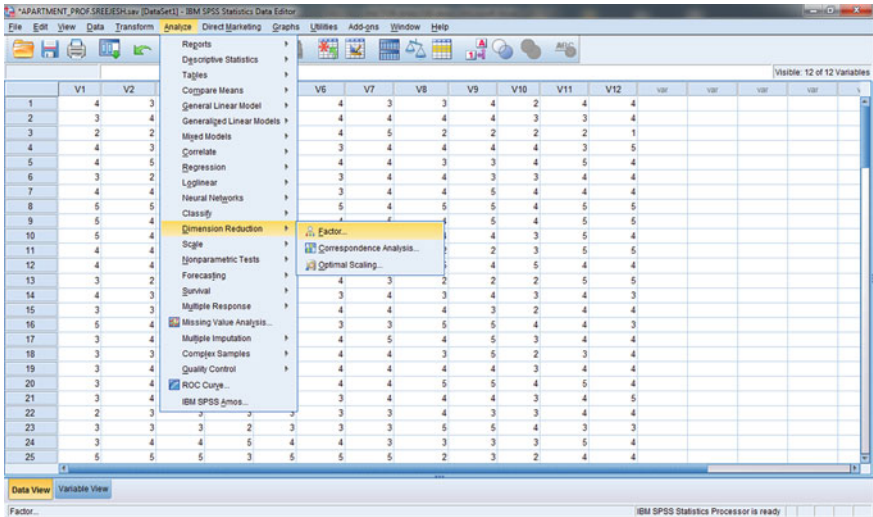 *APARTMENT_PROF.SREEJESH.sav [DataSet1] - IBM SPSS Statistics Data Editor
File Edit View Data Transform Analyze Direct Marketing Graphs Utilities Add-ons Window Help
Visible: 12 of 12 Variables
Reports
Descriptive Statistics
Tables
Compare Means
General Linear Model
Generalized Linear Models
Mixed Models
Correlate
Regression
Loglinear
Neural Networks
Classify
Dimension Reduction
Scale
Nonparametric Tests
Forecasting
Survival
Multiple Response
Missing Value Analysis...
Multiple Imputation
Complex Samples
Quality Control
ROC Curve...
IBM SPSS Amos...
Factor...
Correspondence Analysis...
Optimal Scaling...
V1 V2 V6 V7 V8 V9 V10 V11 V12 var var var var
1 4 3 4 3 3 4 2 4 4
2 3 4 4 4 4 4 3 3 4
3 2 2 4 5 2 2 2 2 1
4 4 3 3 4 4 4 4 3 5
5 4 5 4 4 3 3 4 5 4
6 3 2 3 4 4 3 3 4 4
7 4 4 3 4 4 5 4 4 4
8 5 5 5 4 5 5 4 5 5
9 5 4 5 4 5 5
10 5 4 4 3 5 4
11 4 4 2 3 5 5
12 4 4 4 5 4 4
13 3 2 4 3 2 2 2 5 5
14 4 3 3 4 3 4 3 4 3
15 3 3 4 4 4 3 2 4 4
16 5 4 3 3 5 5 4 4 3
17 3 4 4 5 4 5 3 4 4
18 3 3 4 4 3 5 2 3 4
19 3 4 4 4 4 4 3 4 4
20 3 4 4 4 5 5 4 5 4
21 3 4 3 4 4 4 3 4 5
22 2 3 3 3 3 3 3 4 3 3 4 4
23 3 3 3 2 3 3 3 5 5 4 3 3
24 3 4 4 5 4 4 3 3 3 3 5 4
25 5 5 5 3 5 5 5 2 3 2 4 4
Data View Variable View
Factor...
IBM SPSS Statistics Processor is ready